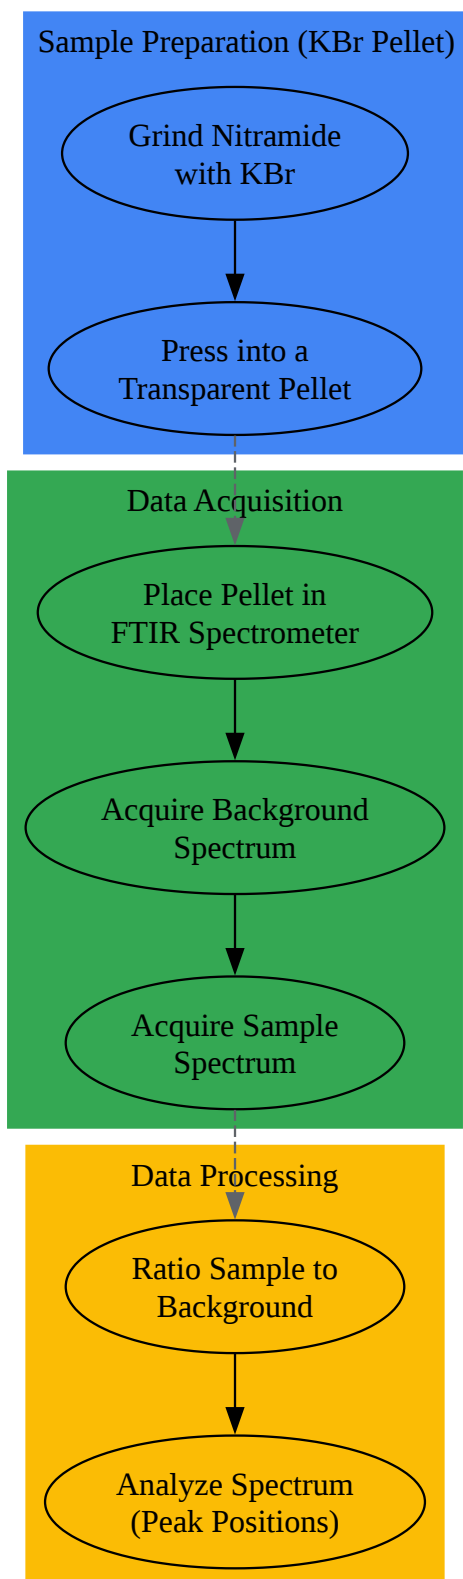 Sample Preparation (KBr Pellet)
Grind Nitramide
with KBr
Press into a
Transparent Pellet
Data Acquisition
Place Pellet in
FTIR Spectrometer
Acquire Background
Spectrum
Acquire Sample
Spectrum
Data Processing
Ratio Sample to
Background
Analyze Spectrum
(Peak Positions)